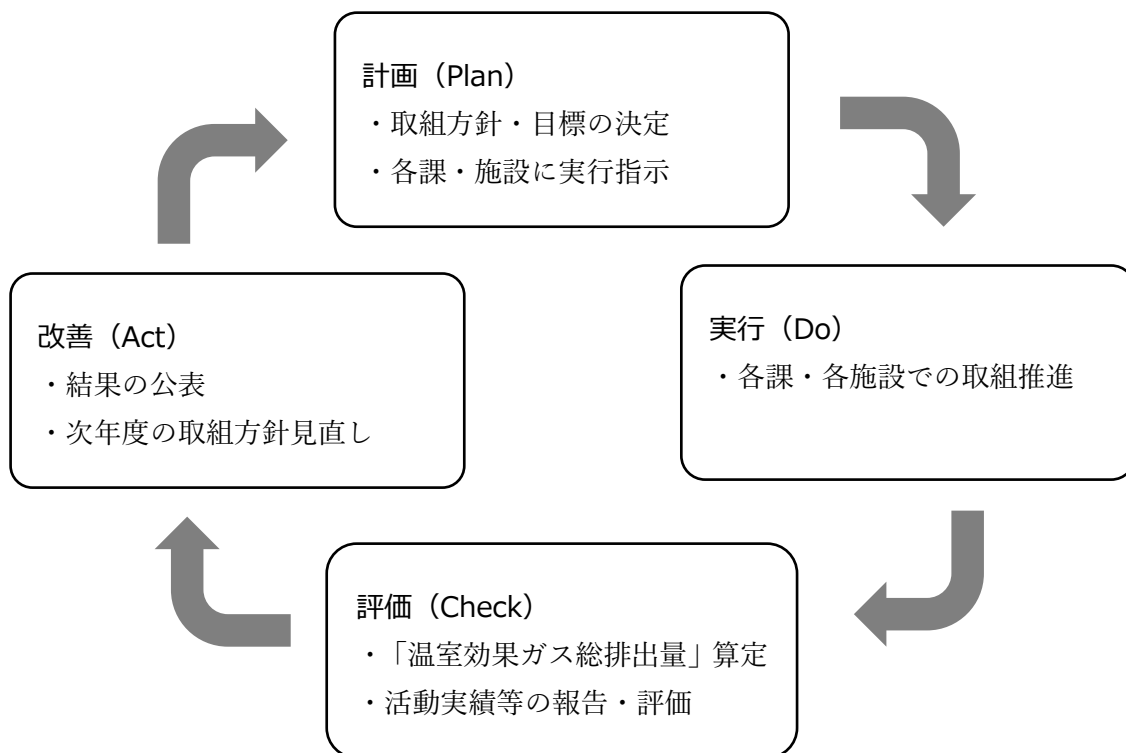 計画（Plan）
・取組方針・目標の決定
・各課・施設に実行指示
実行（Do）
・各課・各施設での取組推進
評価（Check）
・「温室効果ガス総排出量」算定
・活動実績等の報告・評価
改善（Act）
・結果の公表
・次年度の取組方針見直し